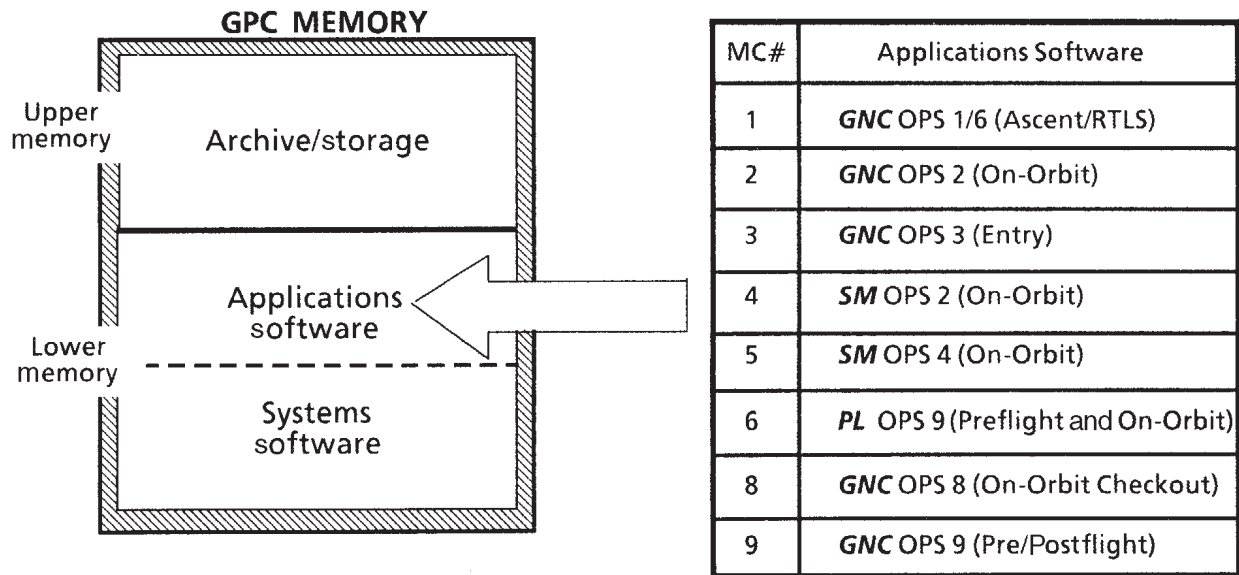 GPC MEMORY
Upper
memory
Archive/storage
Applications
software
Lower
memory
Systems
software
MC# Applications Software
1 GNC OPS 1/6 (Ascent/RTLS)
2 GNC OPS 2 (On-Orbit)
3 GNC OPS 3 (Entry)
4 SM OPS 2 (On-Orbit)
5 SM OPS 4 (On-Orbit)
6 PL OPS 9 (Preflight and On-Orbit)
8 GNC OPS 8 (On-Orbit Checkout)
9 GNC OPS 9 (Pre/Postflight)